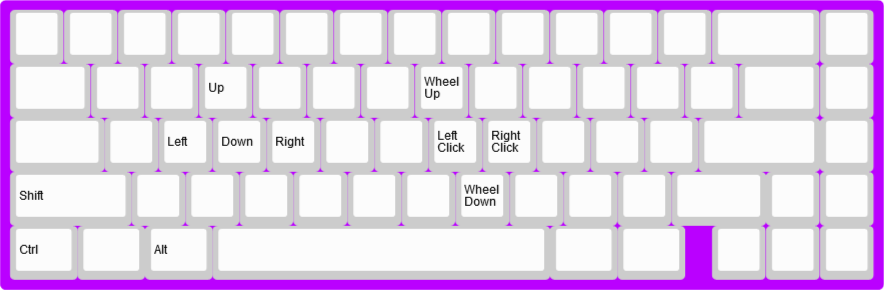 Up
Wheel
Up
Left
Down
Right
Left
Click
Right
Click
Shift
Wheel
Down
Ctrl
Alt